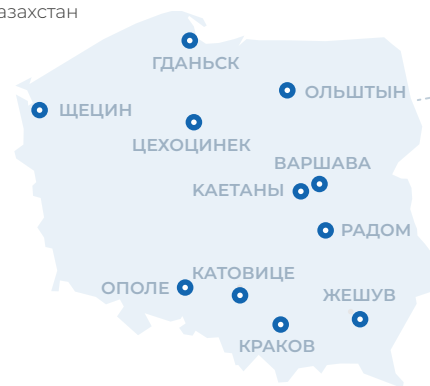 азахстан
ГДАНЬСК
ОЛЬШТЫН
ЩЕЦИН
ЦЕХОЦИНЕК
ВАРШАВА
КАЕТАНЫ
РАДОМ
КАТОВИЦЕ
ОПОЛЕ
ЖЕШУВ
КРАКОВ